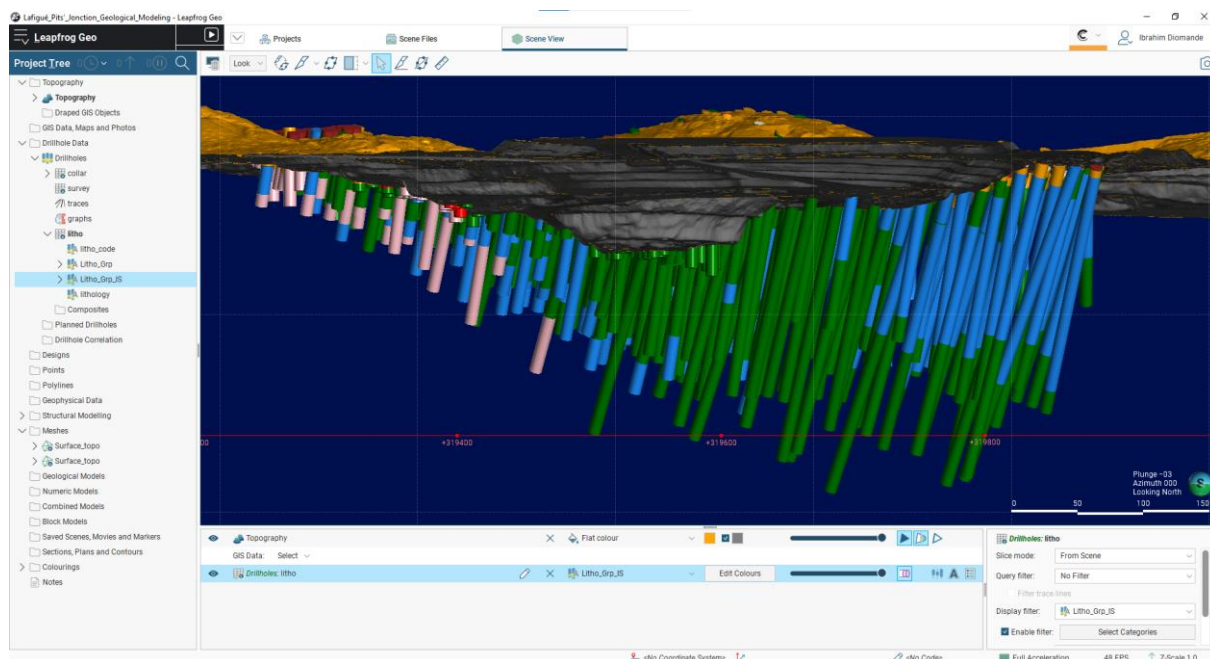 Lafigué_Pits'_Jonction_Geological_Modeling - Leapfrog Geo
Leapfrog Geo
Projects
Scene Files
Scene View
Ibrahim Diomande
Project Tree
Look
Topography
Topography
Draped GIS Objects
GIS Data, Maps and Photos
Drillhole Data
Drillholes
collar
survey
traces
graphs
litho
litho_code
Litho_Grp
Litho_Grp_IS
lithology
Composites
Planned Drillholes
Drillhole Correlation
Designs
Points
Polylines
Geophysical Data
Structural Modelling
Meshes
Surface_topo
Surface_topo
Geological Models
Numeric Models
Combined Models
Block Models
Saved Scenes, Movies and Markers
Sections, Plans and Contours
Colourings
Notes
00
+319400
+319600
+319800
Plunge -03
Azimuth 000
Looking North
0 50 100 150
Topography
Flat colour
GIS Data: Select
Drillholes: litho
Litho_Grp_IS
Edit Colours
Drillholes: litho
Slice mode: From Scene
Query filter: No Filter
Filter trace lines
Display filter: Litho_Grp_IS
Enable filter: Select Categories
<No Coordinate System>
<No Code>
Full Acceleration
49 FPS
Z-Scale 1.0